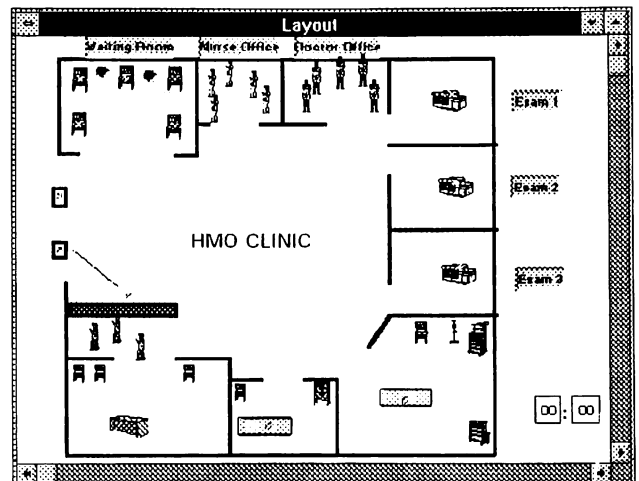 Layout
Waiting Room
Nurse Office
Doctor Office
Exam 1
Exam 2
HMO CLINIC
Exam 3
00 : 00